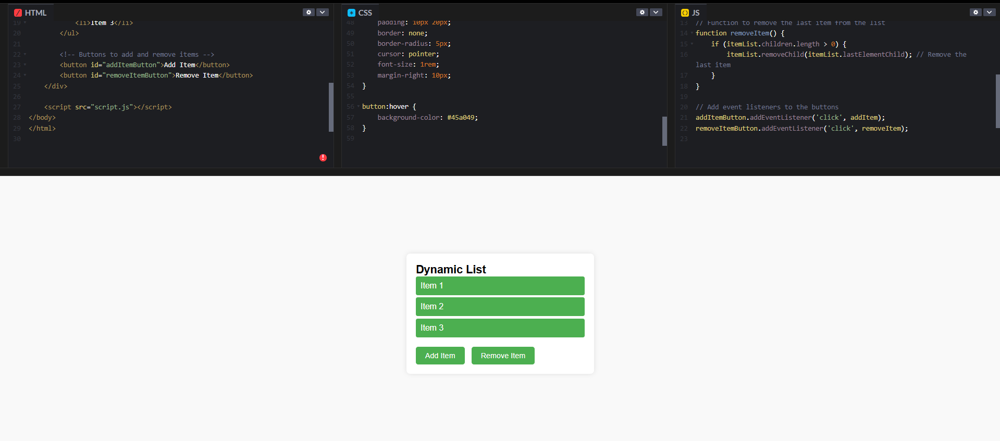 HTML
19 <li>Item 3</li>
20 </ul>
21
22 <!-- Buttons to add and remove items -->
23 <button id="addItemButton">Add Item</button>
24 <button id="removeItemButton">Remove Item</button>
25 </div>
26
27 <script src="script.js"></script>
28 </body>
29 </html>
30
CSS
48 padding: 10px 20px;
49 border: none;
50 border-radius: 5px;
51 cursor: pointer;
52 font-size: 1rem;
53 margin-right: 10px;
54 }
55
56 button:hover {
57 background-color: #45a049;
58 }
59
JS
13 // Function to remove the last item from the list
14 function removeItem() {
15 if (itemList.children.length > 0) {
16 itemList.removeChild(itemList.lastElementChild); // Remove the
last item
17 }
18 }
19
20 // Add event listeners to the buttons
21 addItemButton.addEventListener('click', addItem);
22 removeItemButton.addEventListener('click', removeItem);
23
Dynamic List
Item 1
Item 2
Item 3
Add Item Remove Item